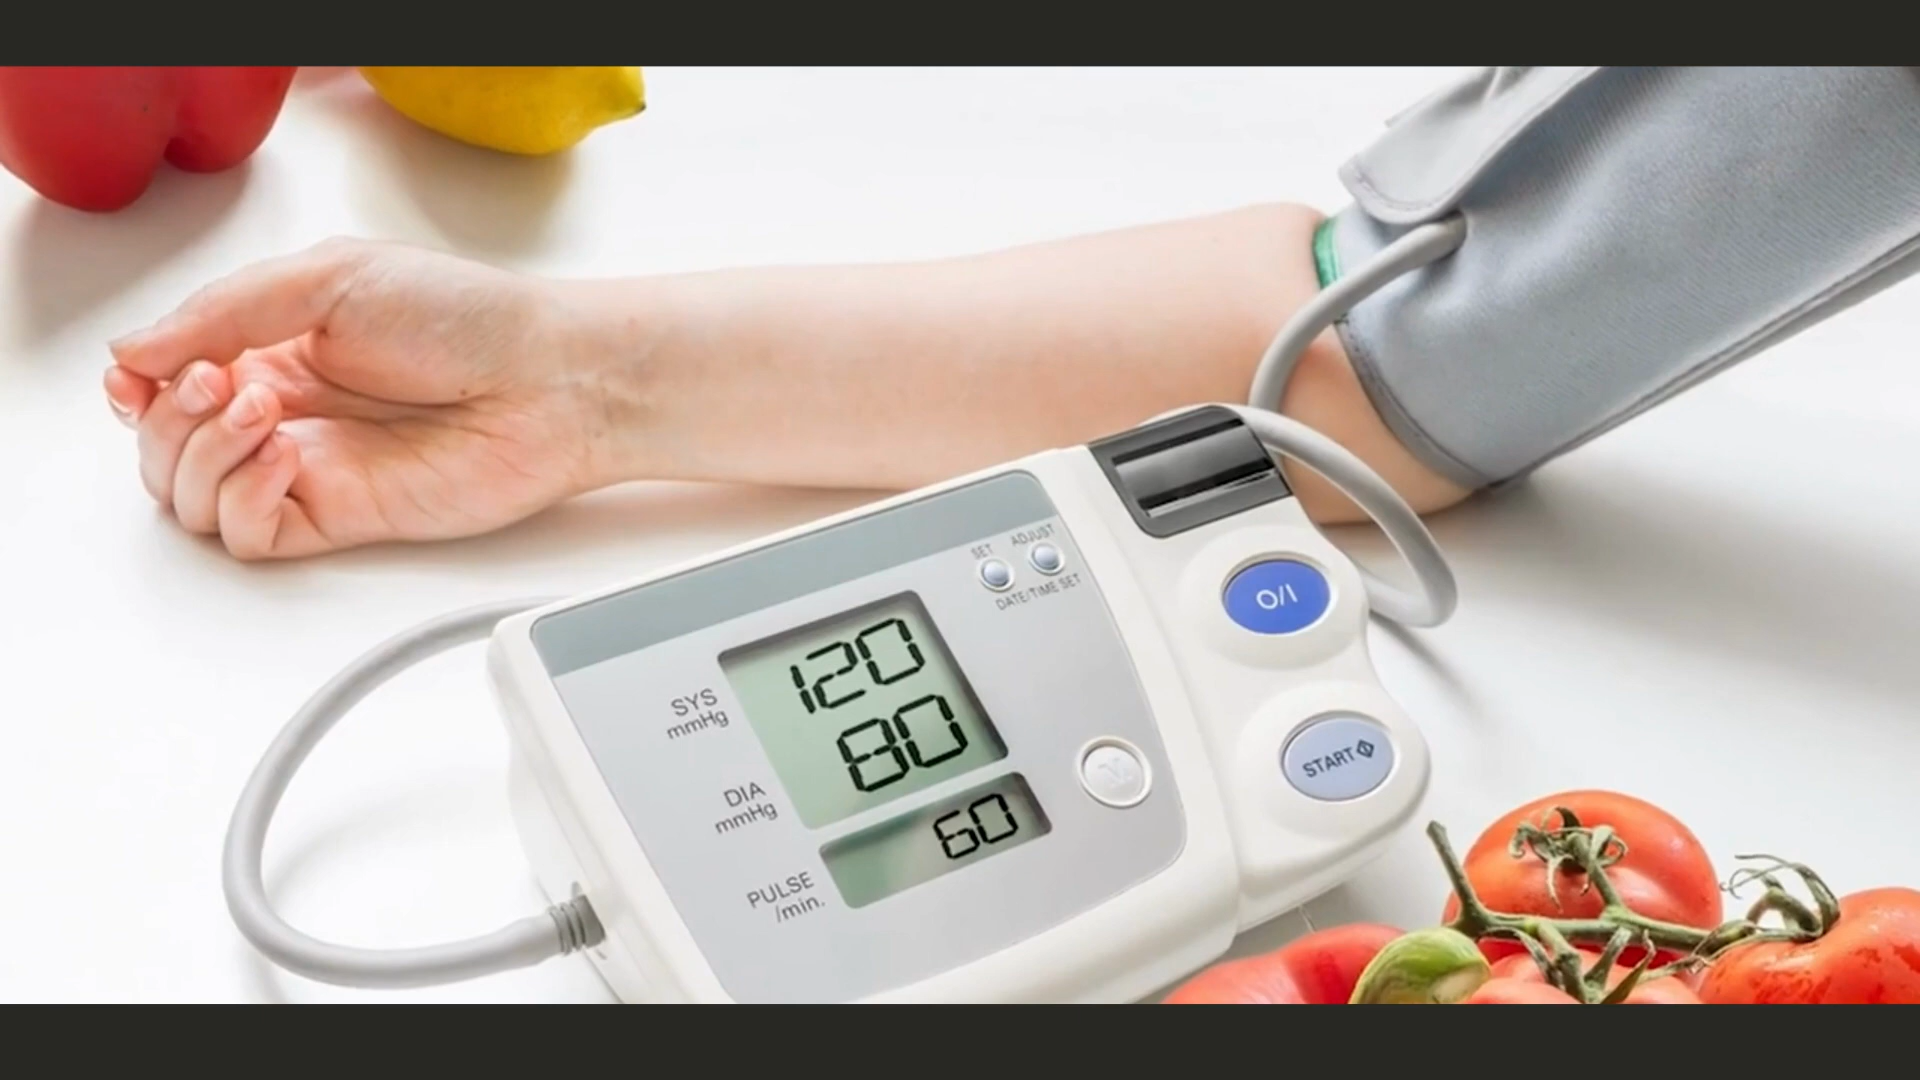 SET ADJUST
DATE/TIME SET
O/I
120
SYS
mmHg
80
DIA
mmHg
START
60
PULSE
/min.